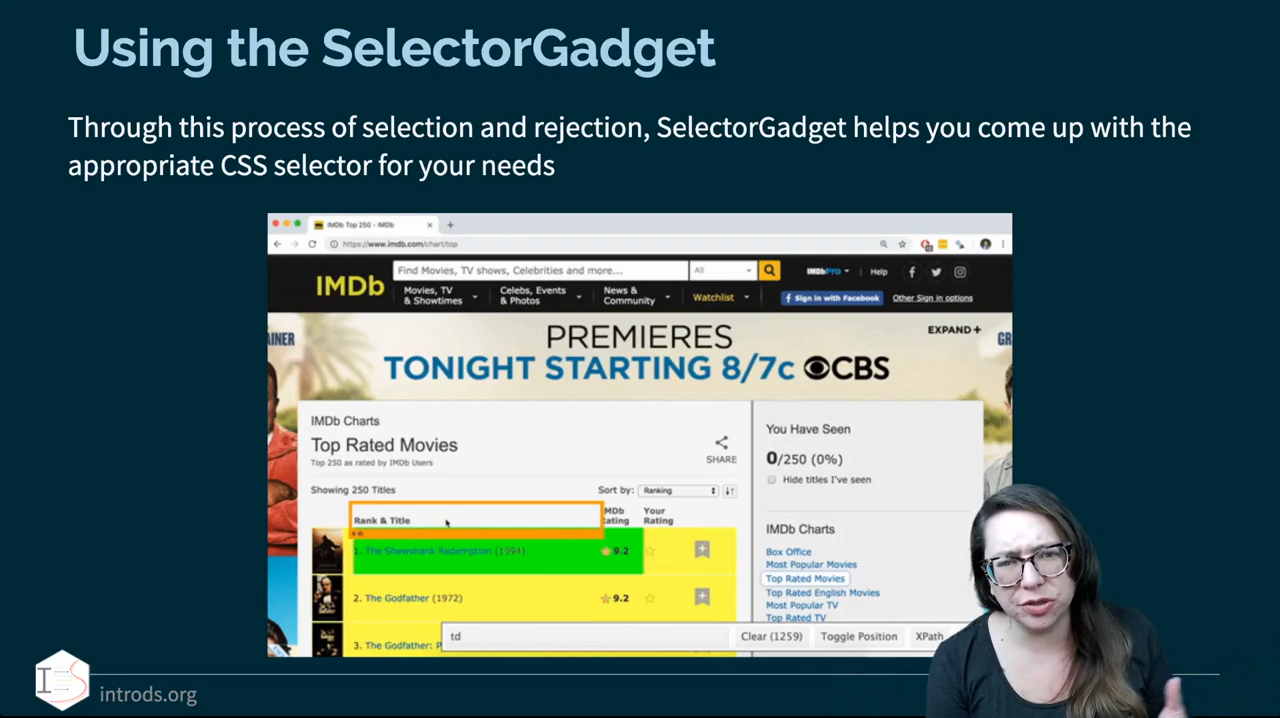 Using the SelectorGadget
Through this process of selection and rejection, SelectorGadget helps you come up with the
appropriate CSS selector for your needs
IMDb Top 250 - IMDb
https://www.imdb.com/chart/top
IMDb
Find Movies, TV shows, Celebrities and more...
All
IMDbPro
Help
Movies, TV
& Showtimes
Celebs, Events
& Photos
News &
Community
Watchlist
Sign in with Facebook
Other Sign in options
AINER
PREMIERES
TONIGHT STARTING 8/7c CBS
EXPAND+
GR
IMDb Charts
Top Rated Movies
Top 250 as rated by IMDb Users
SHARE
Showing 250 Titles
Sort by:
Ranking
Rank & Title
IMDb
Rating
Your
Rating
1. The Shawshank Redemption (1994)
9.2
2. The Godfather (1972)
9.2
3. The Godfather: P
You Have Seen
0/250 (0%)
Hide titles I've seen
IMDb Charts
Box Office
Most Popular Movies
Top Rated Movies
Top Rated English Movies
Most Popular TV
Top Rated TV
td
Clear (1259)
Toggle Position
XPath
introds.org